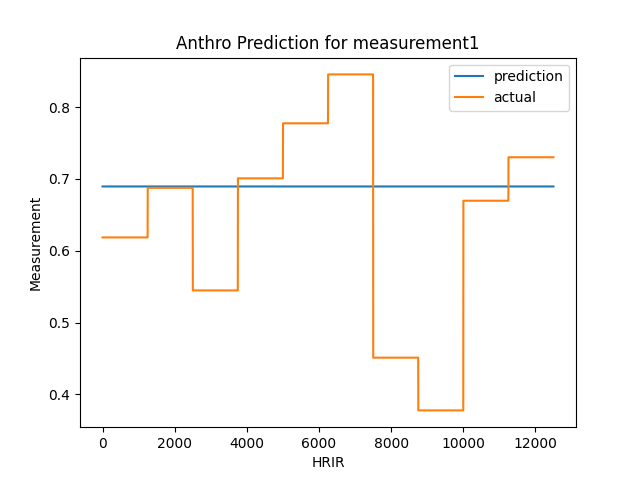 Anthro Prediction for measurement1
prediction
actual
Measurement
0.8
0.7
0.6
0.5
0.4
0 2000 4000 6000 8000 10000 12000
HRIR